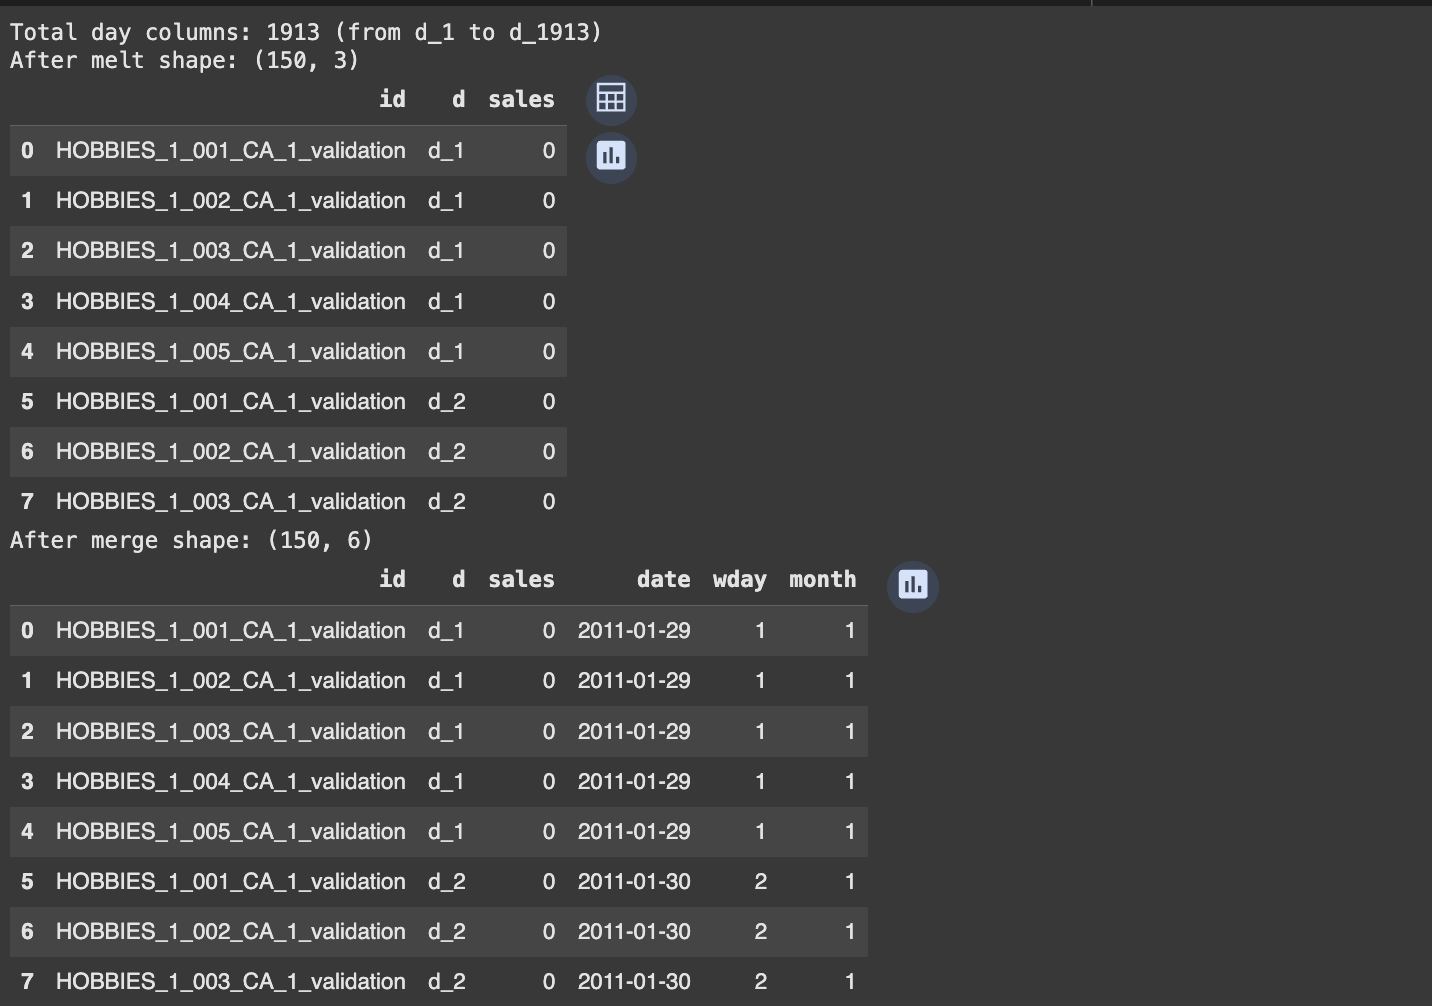 Total day columns: 1913 (from d_1 to d_1913)
After melt shape: (150, 3)
id d sales
0 HOBBIES_1_001_CA_1_validation d_1 0
1 HOBBIES_1_002_CA_1_validation d_1 0
2 HOBBIES_1_003_CA_1_validation d_1 0
3 HOBBIES_1_004_CA_1_validation d_1 0
4 HOBBIES_1_005_CA_1_validation d_1 0
5 HOBBIES_1_001_CA_1_validation d_2 0
6 HOBBIES_1_002_CA_1_validation d_2 0
7 HOBBIES_1_003_CA_1_validation d_2 0
After merge shape: (150, 6)
id d sales date wday month
0 HOBBIES_1_001_CA_1_validation d_1 0 2011-01-29 1 1
1 HOBBIES_1_002_CA_1_validation d_1 0 2011-01-29 1 1
2 HOBBIES_1_003_CA_1_validation d_1 0 2011-01-29 1 1
3 HOBBIES_1_004_CA_1_validation d_1 0 2011-01-29 1 1
4 HOBBIES_1_005_CA_1_validation d_1 0 2011-01-29 1 1
5 HOBBIES_1_001_CA_1_validation d_2 0 2011-01-30 2 1
6 HOBBIES_1_002_CA_1_validation d_2 0 2011-01-30 2 1
7 HOBBIES_1_003_CA_1_validation d_2 0 2011-01-30 2 1